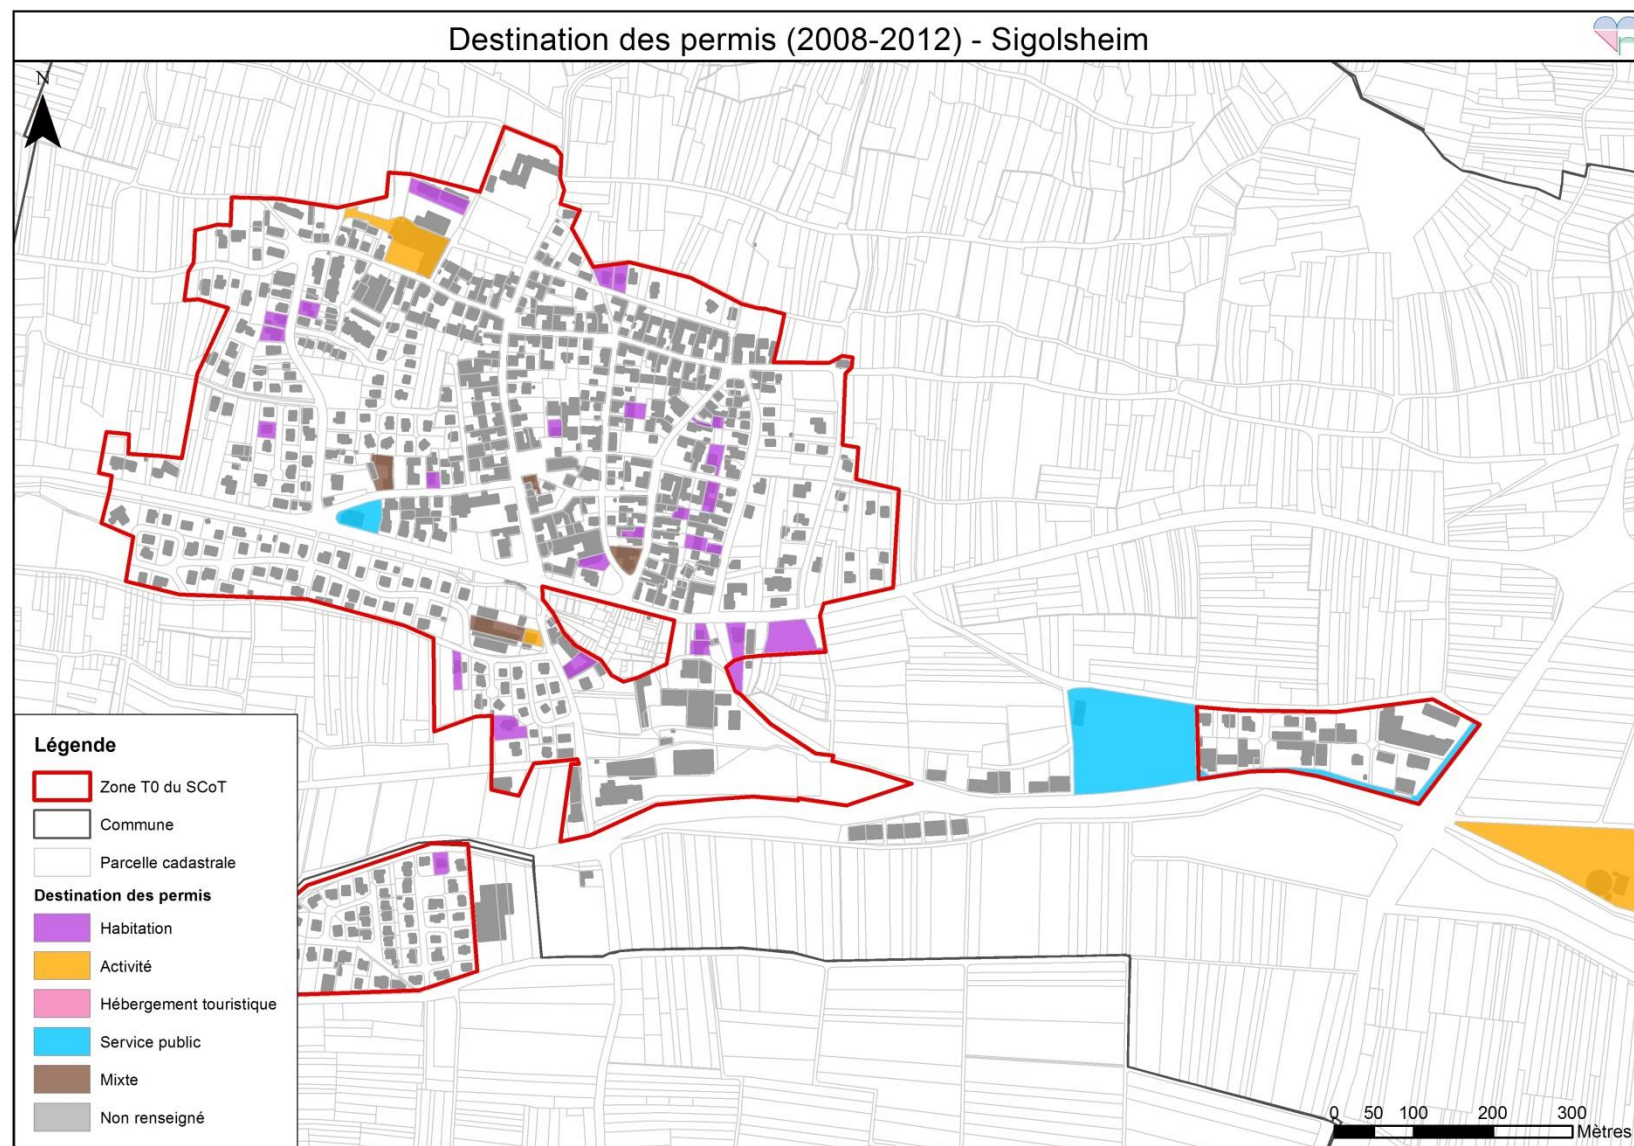 Destination des permis (2008-2012) - Sigolsheim
N
Légende
Zone T0 du SCoT
Commune
Parcelle cadastrale
Destination des permis
Habitation
Activité
Hébergement touristique
Service public
Mixte
Non renseigné
0 50 100 200 300
Mètres